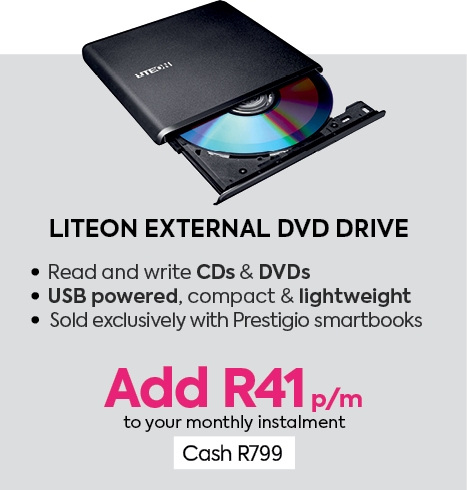 LITEON
LITEON EXTERNAL DVD DRIVE
• Read and write CDs & DVDs
• USB powered, compact & lightweight
• Sold exclusively with Prestigio smartbooks
Add R41 p/m
to your monthly instalment
Cash R799